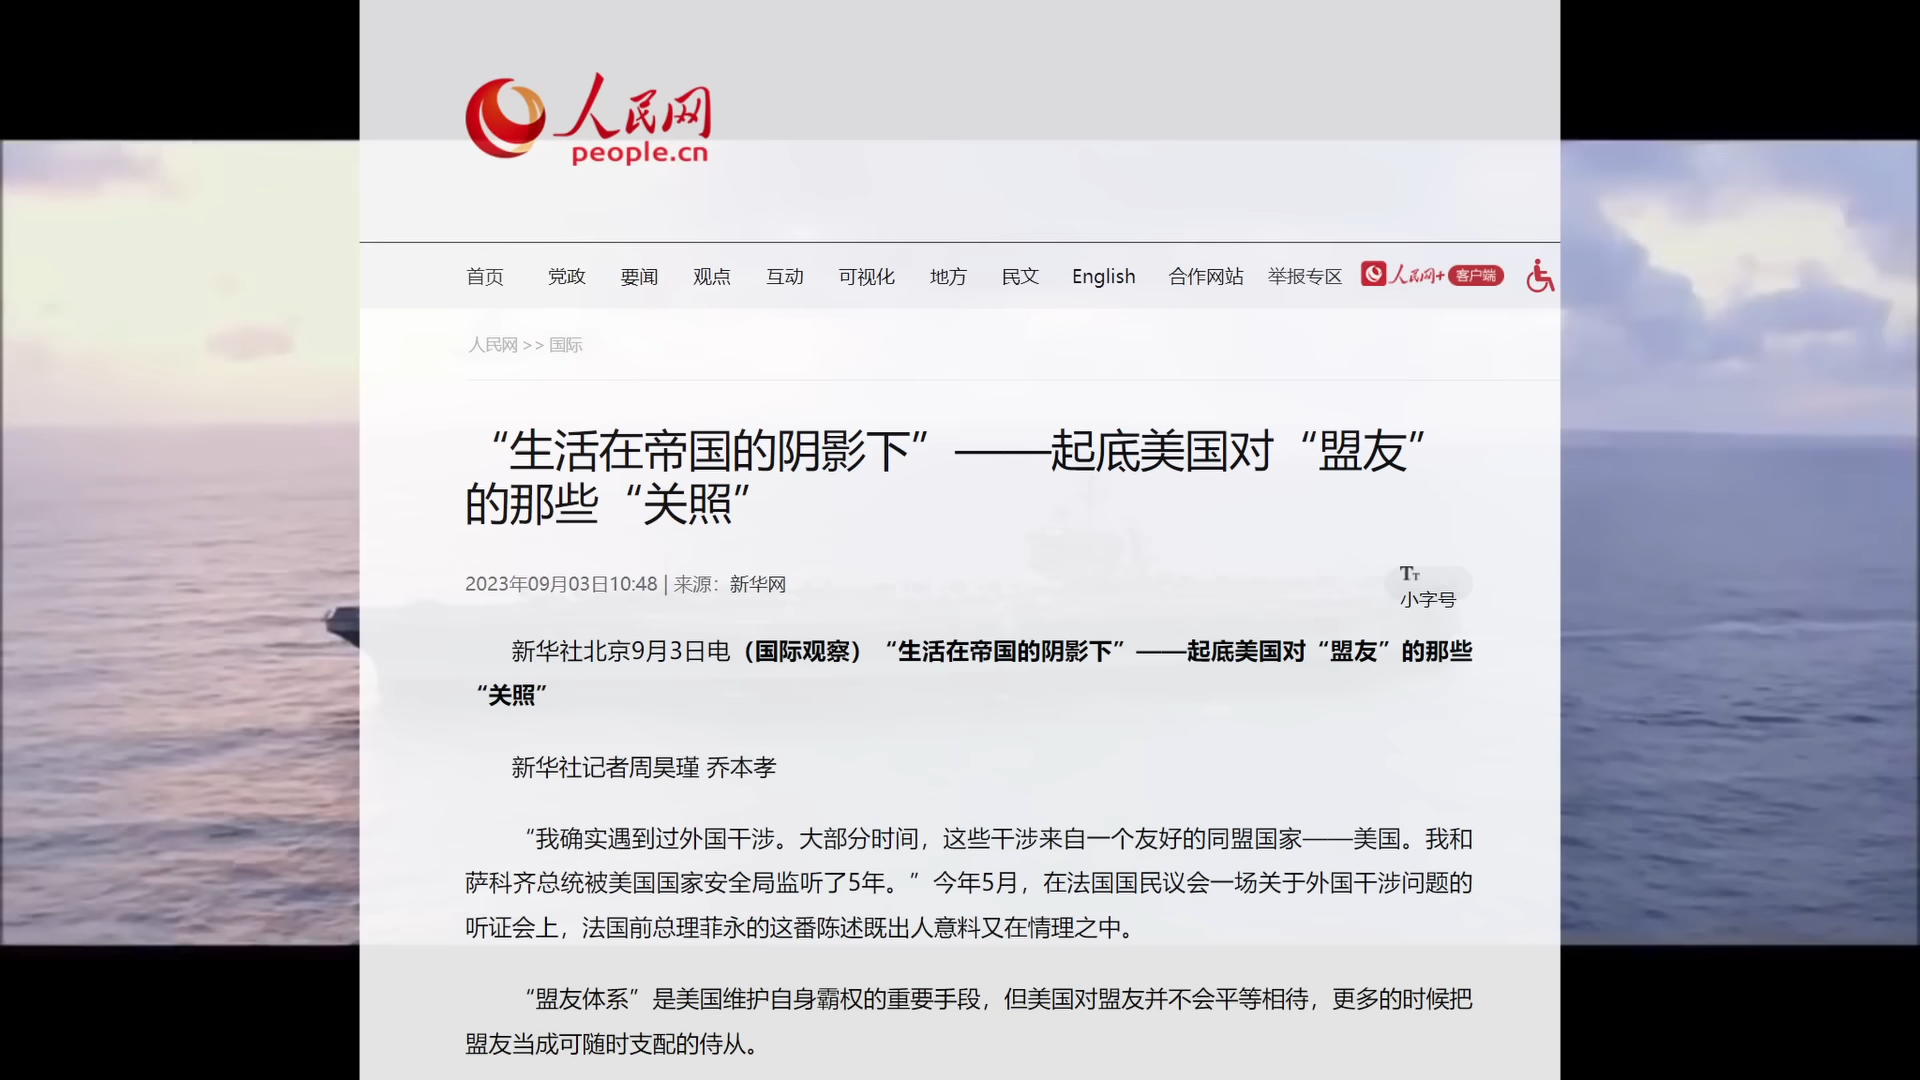 人民网
people.cn
首页 党政 要闻 观点 互动 可视化 地方 民文 English 合作网站 举报专区 人民网+ 客户端
人民网 >> 国际
“生活在帝国的阴影下”——起底美国对“盟友”
的那些“关照”
2023年09月03日10:48 | 来源：新华网
TT
小字号
新华社北京9月3日电（国际观察）“生活在帝国的阴影下”——起底美国对“盟友”的那些
“关照”
新华社记者周昊瑾 乔本孝
“我确实遇到过外国干涉。大部分时间，这些干涉来自一个友好的同盟国家——美国。我和
萨科齐总统被美国国家安全局监听了5年。”今年5月，在法国国民议会一场关于外国干涉问题的
听证会上，法国前总理菲永的这番陈述既出人意料又在情理之中。
“盟友体系”是美国维护自身霸权的重要手段，但美国对盟友并不会平等相待，更多的时候把
盟友当成可随时支配的侍从。